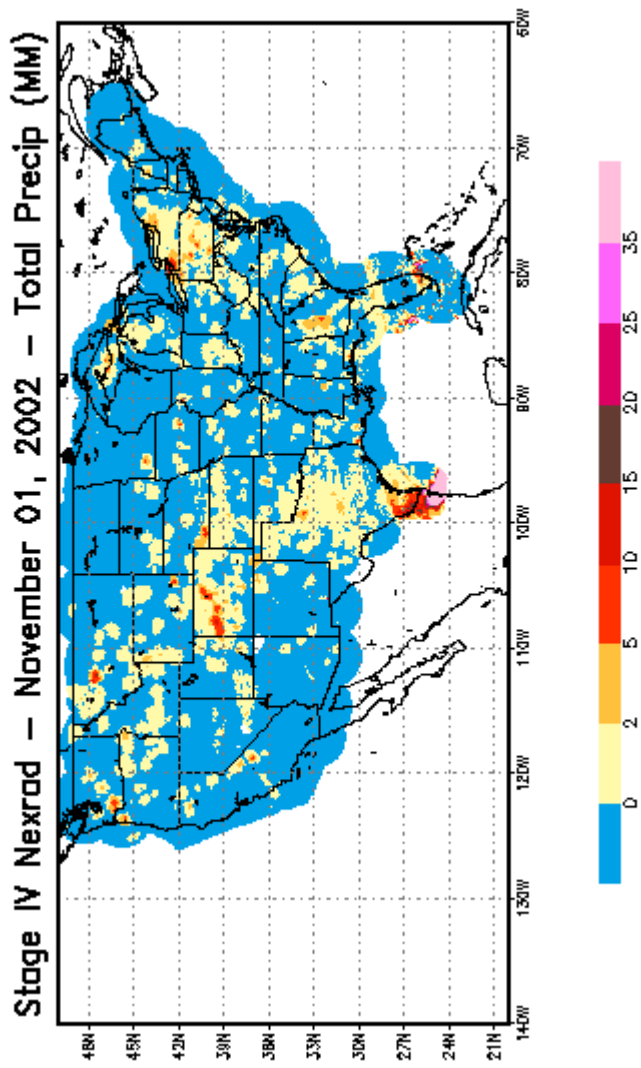 Stage IV Nexrad – November 01, 2002 – Total Precip (MM)
48N
45N
42N
39N
36N
33N
30N
27N
24N
21N
140W
130W
120W
110W
100W
90W
80W
70W
60W
0
2
5
10
15
20
25
35